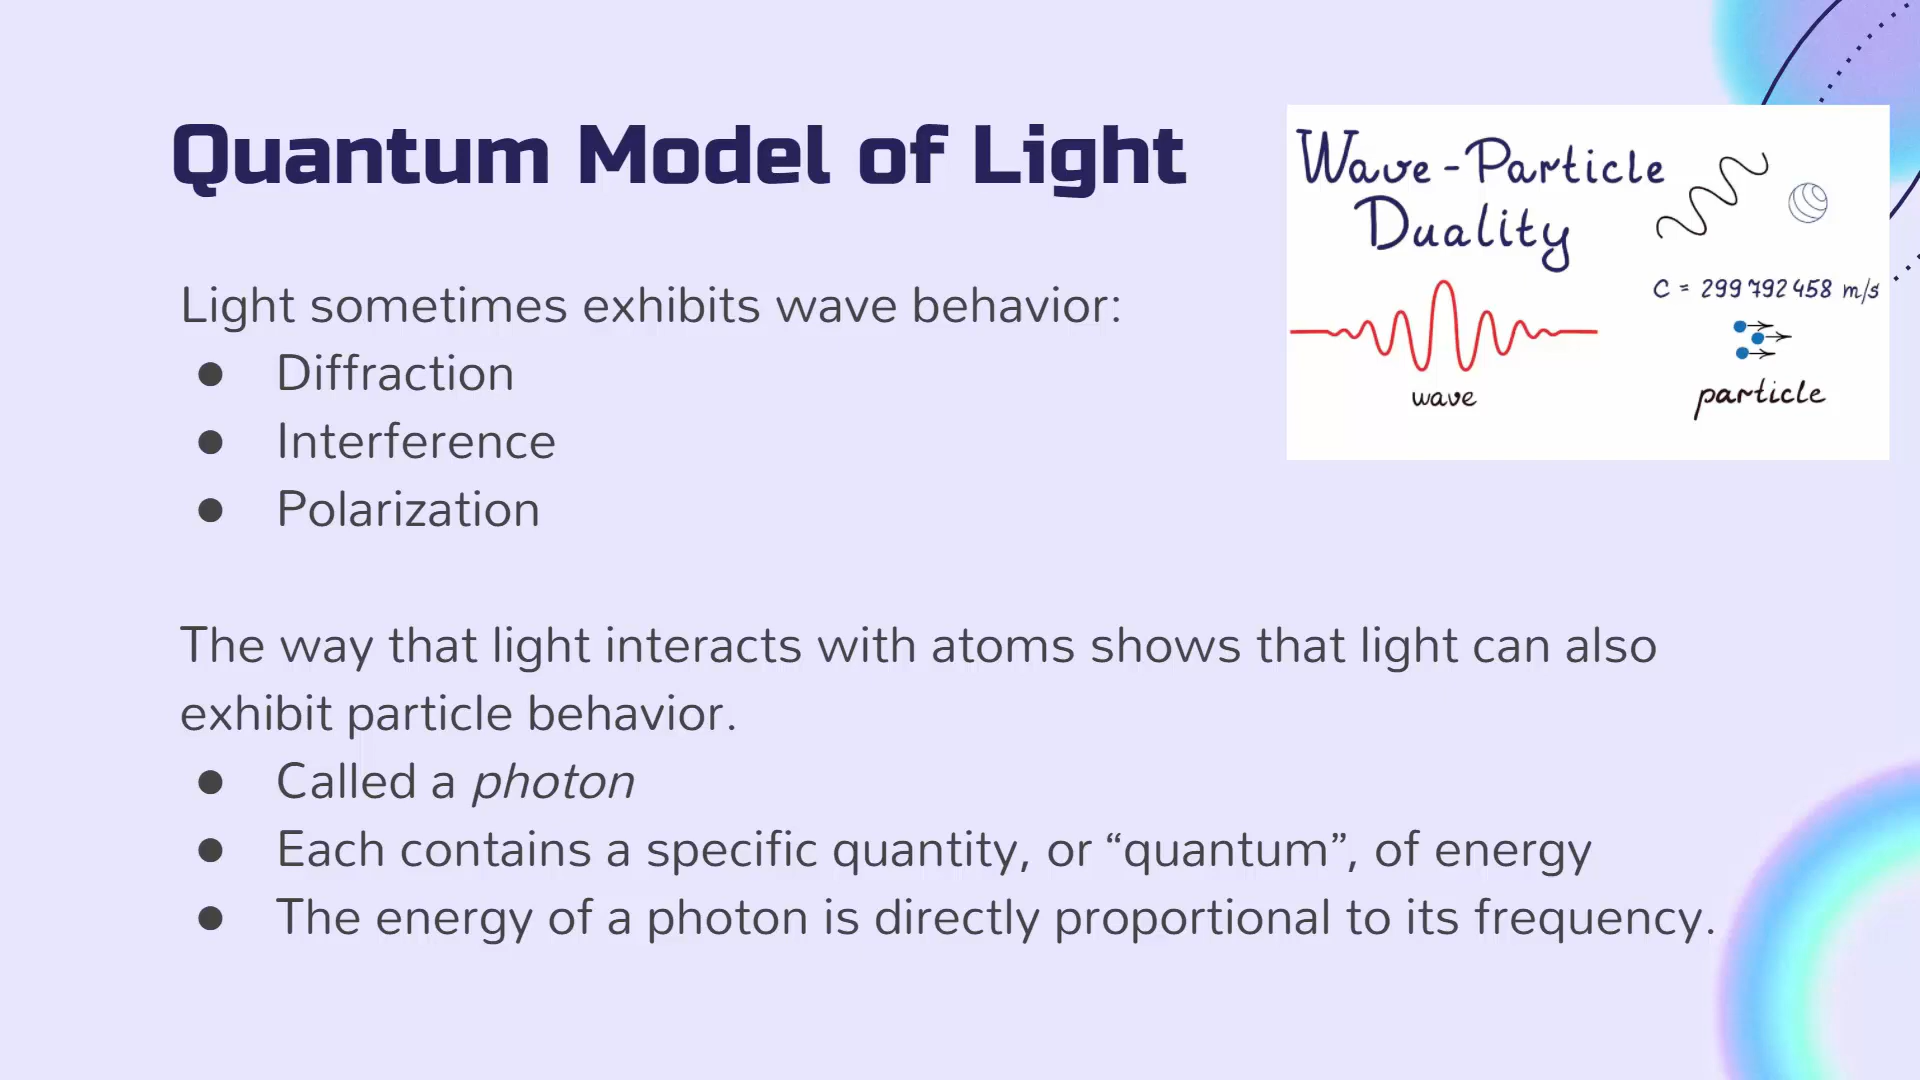 Quantum Model of Light
Wave-Particle
Duality
C = 299 792 458 m/s
wave
particle
Light sometimes exhibits wave behavior:
● Diffraction
● Interference
● Polarization
The way that light interacts with atoms shows that light can also
exhibit particle behavior.
● Called a photon
● Each contains a specific quantity, or “quantum”, of energy
● The energy of a photon is directly proportional to its frequency.